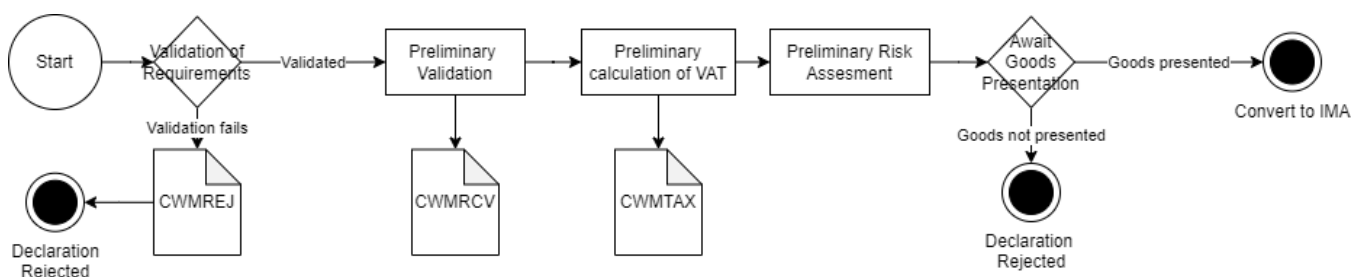 Start
Validation of
Requirements
Validated
Preliminary
Validation
Preliminary
calculation of VAT
Preliminary Risk
Assesment
Await
Goods
Presentation
Goods presented
Convert to IMA
Validation fails
Goods not presented
CWMREJ
CWMRCV
CWMTAX
Declaration
Rejected
Declaration
Rejected